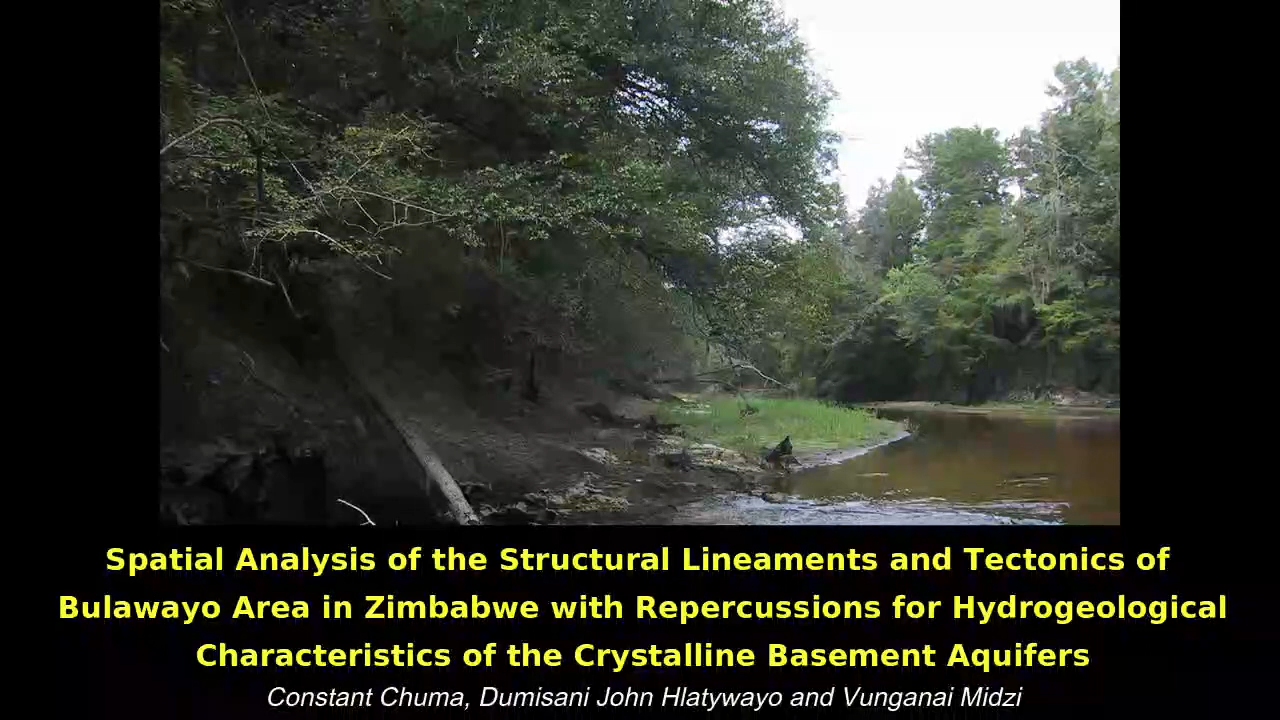 Spatial Analysis of the Structural Lineaments and Tectonics of
Bulawayo Area in Zimbabwe with Repercussions for Hydrogeological
Characteristics of the Crystalline Basement Aquifers
Constant Chuma, Dumisani John Hlatywayo and Vunganai Midzi